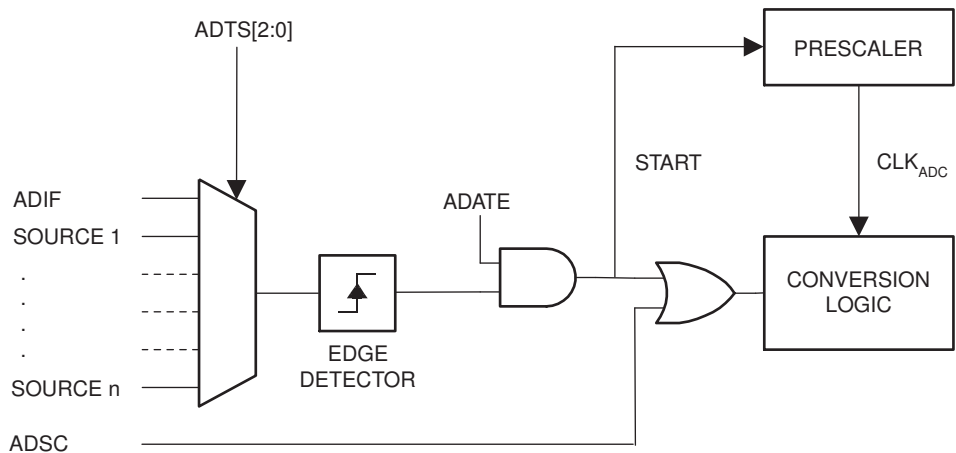 ADTS[2:0]
PRESCALER
START
CLKADC
ADIF
ADATE
SOURCE 1
.
.
.
.
CONVERSION
LOGIC
EDGE
DETECTOR
SOURCE n
ADSC